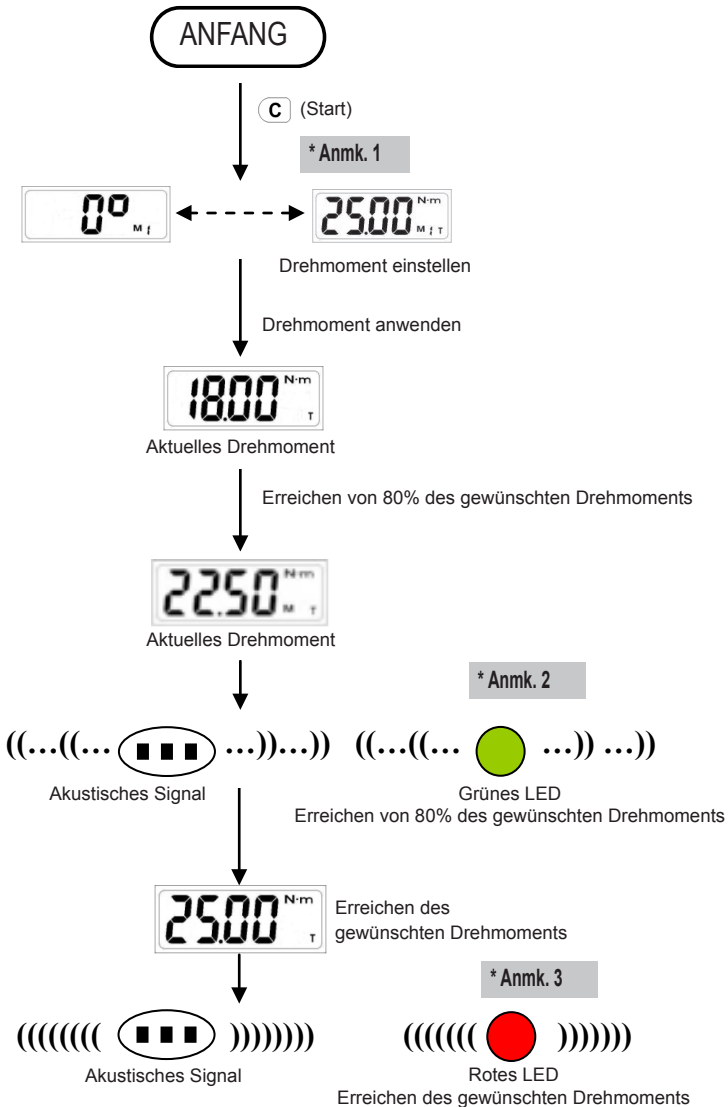 ANFANG
C (Start)
* Anmk. 1
0° M1
25.00 N·m M1 T
Drehmoment einstellen
Drehmoment anwenden
18.00 N·m T
Aktuelles Drehmoment
Erreichen von 80% des gewünschten Drehmoments
22.50 N·m M T
Aktuelles Drehmoment
* Anmk. 2
((...((... ...))...)) ((...((... ...)) ...))
Akustisches Signal
Grünes LED
Erreichen von 80% des gewünschten Drehmoments
25.00 N·m T
Erreichen des
gewünschten Drehmoments
* Anmk. 3
(((((((( )))))))) ((((((( )))))))
Akustisches Signal
Rotes LED
Erreichen des gewünschten Drehmoments